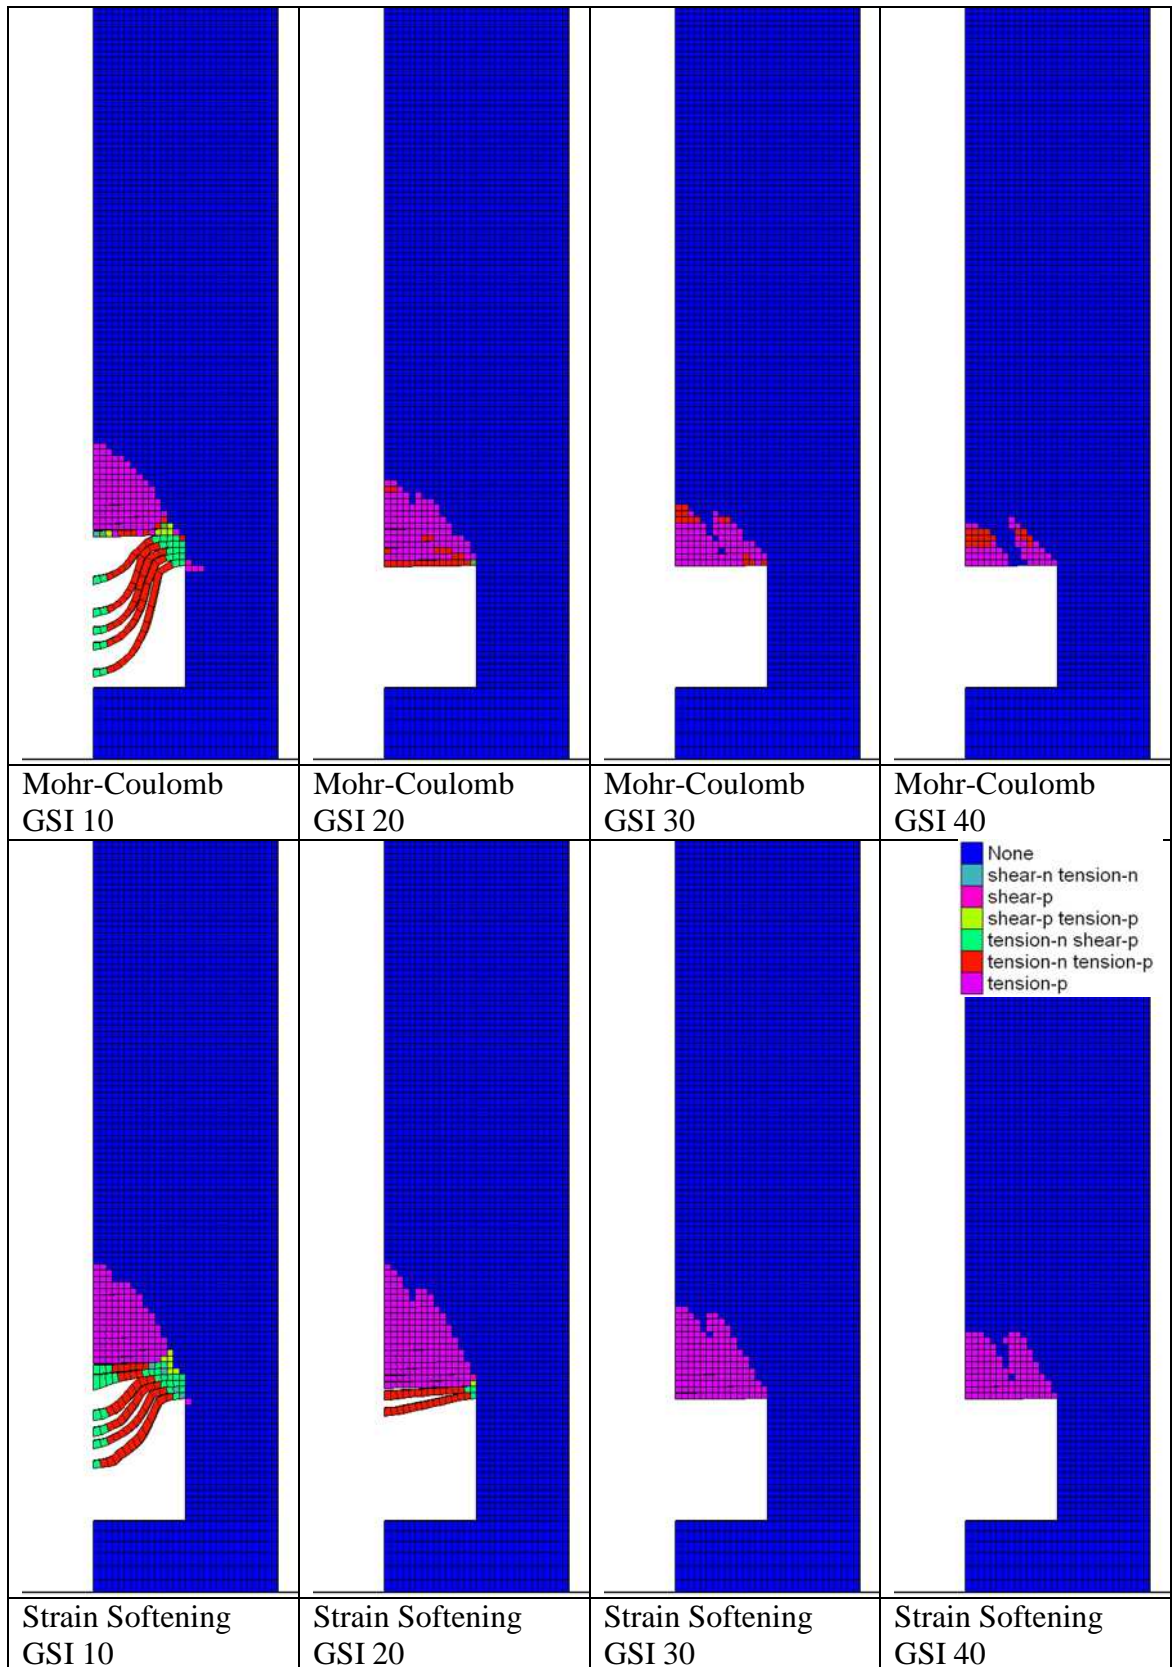 Mohr-Coulomb
GSI 10
Mohr-Coulomb
GSI 20
Mohr-Coulomb
GSI 30
Mohr-Coulomb
GSI 40
None
shear-n tension-n
shear-p
shear-p tension-p
tension-n shear-p
tension-n tension-p
tension-p
Strain Softening
GSI 10
Strain Softening
GSI 20
Strain Softening
GSI 30
Strain Softening
GSI 40